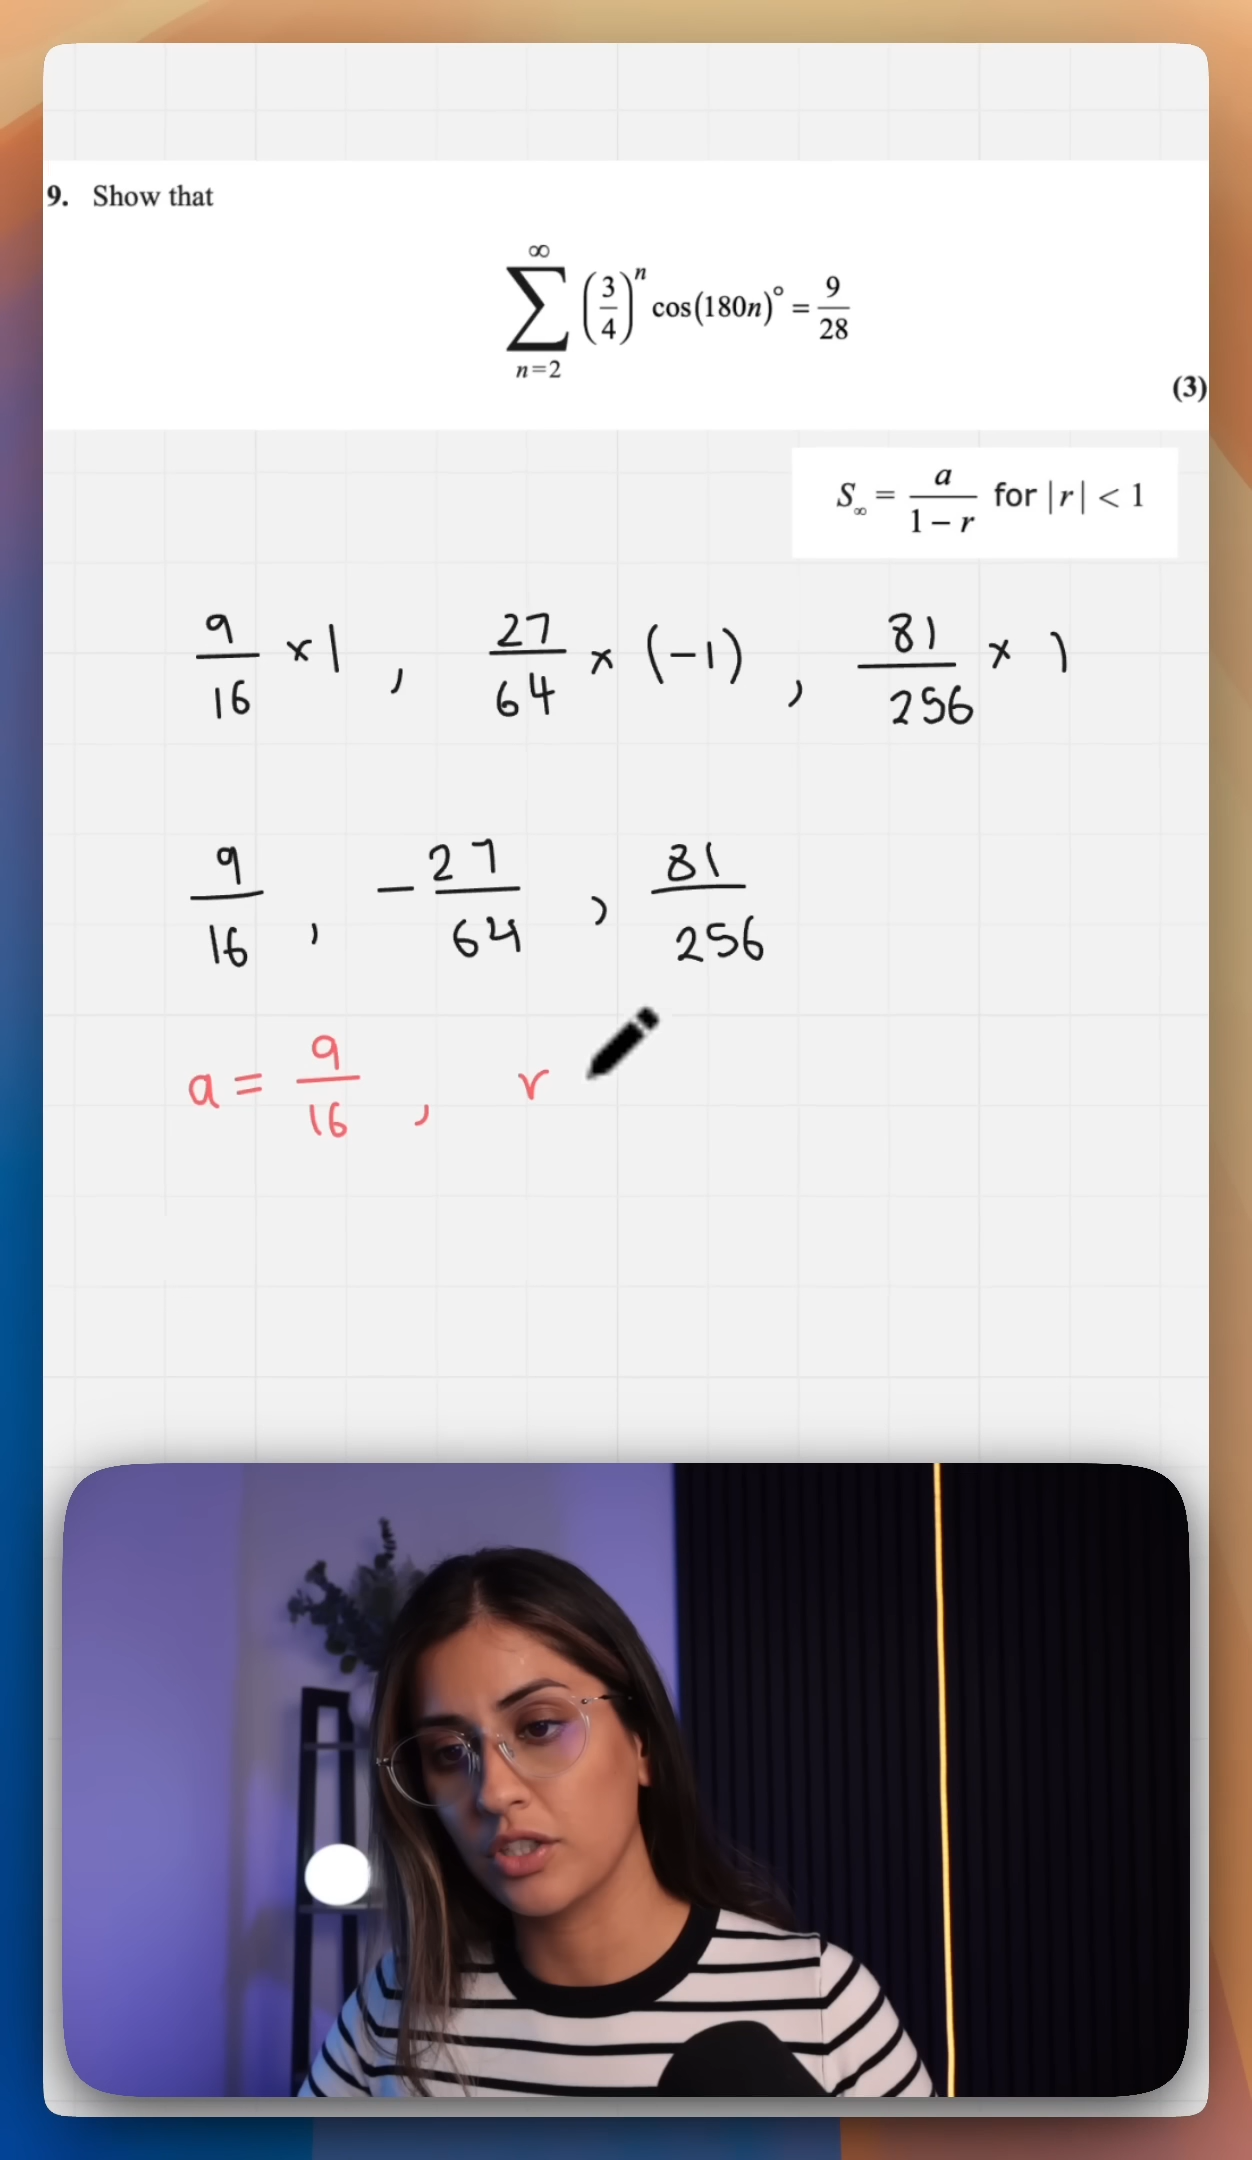 9. Show that
∞
∑ (3/4)^n cos(180n)° = 9/28
n=2
(3)
S∞ = a/(1 − r) for |r| < 1
9/16 × 1 , 27/64 × (−1) , 81/256 × 1
9/16 , −27/64 , 81/256
a = 9/16 , r